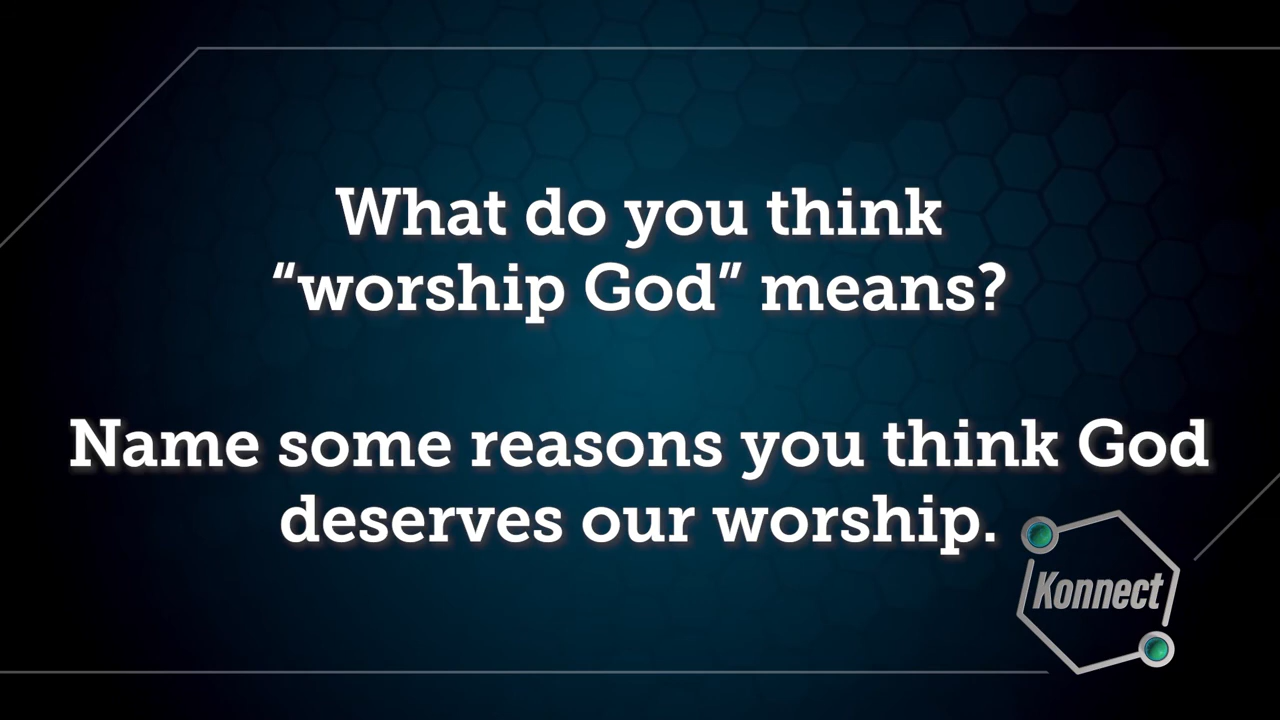 What do you think
“worship God” means?
Name some reasons you think God
deserves our worship.
Konnect